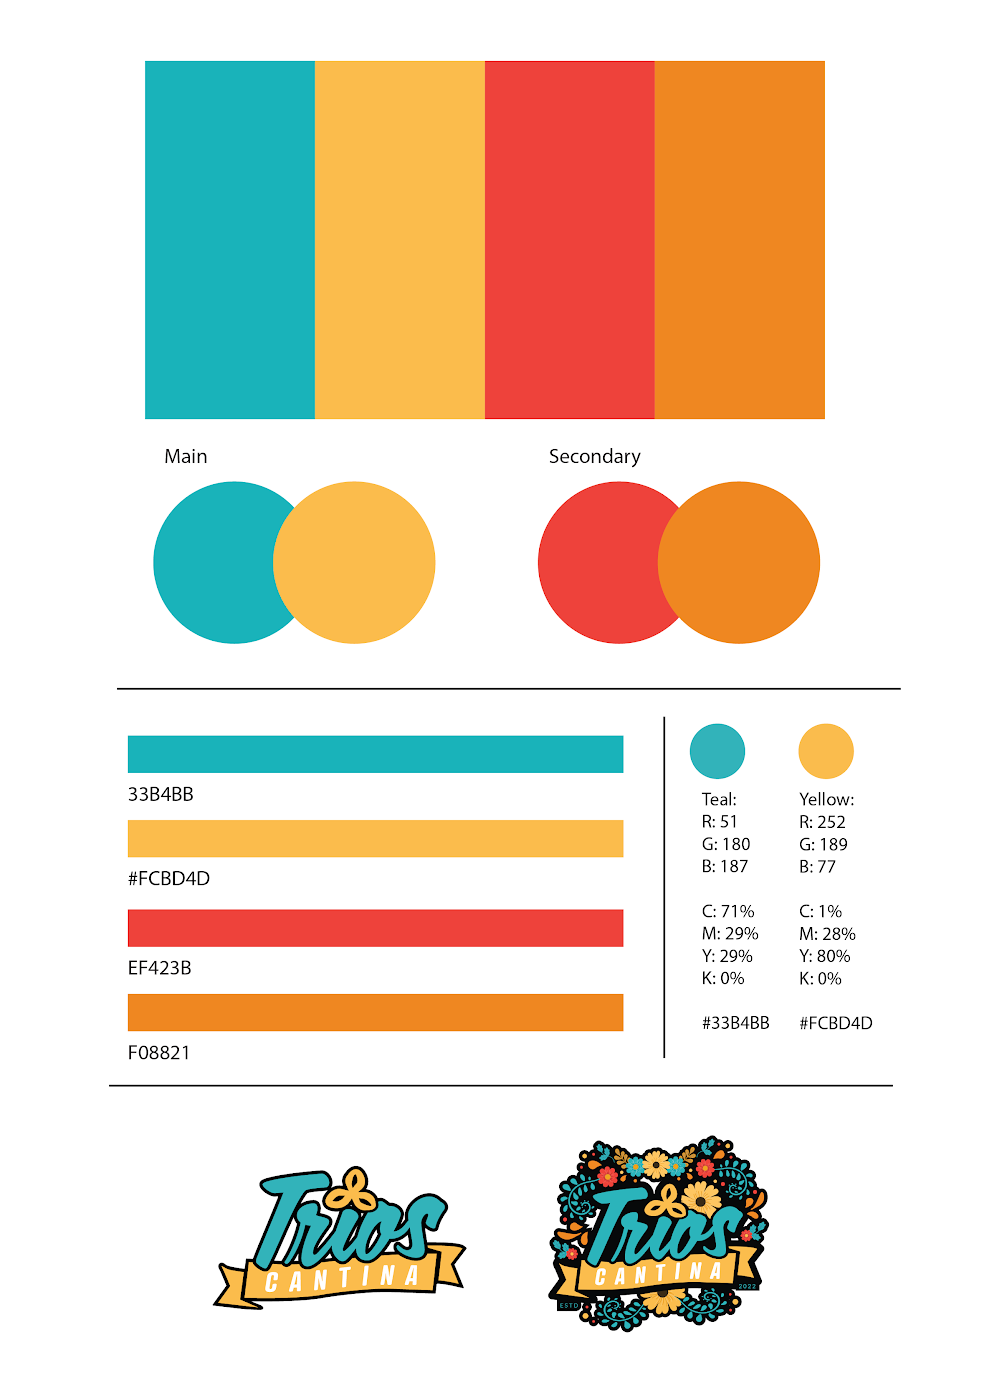 Main
Secondary
33B4BB
#FCBD4D
EF423B
F08821
Teal:
R: 51
G: 180
B: 187
C: 71%
M: 29%
Y: 29%
K: 0%
#33B4BB
Yellow:
R: 252
G: 189
B: 77
C: 1%
M: 28%
Y: 80%
K: 0%
#FCBD4D
Trios
CANTINA
Trios
CANTINA
ESTD
2022